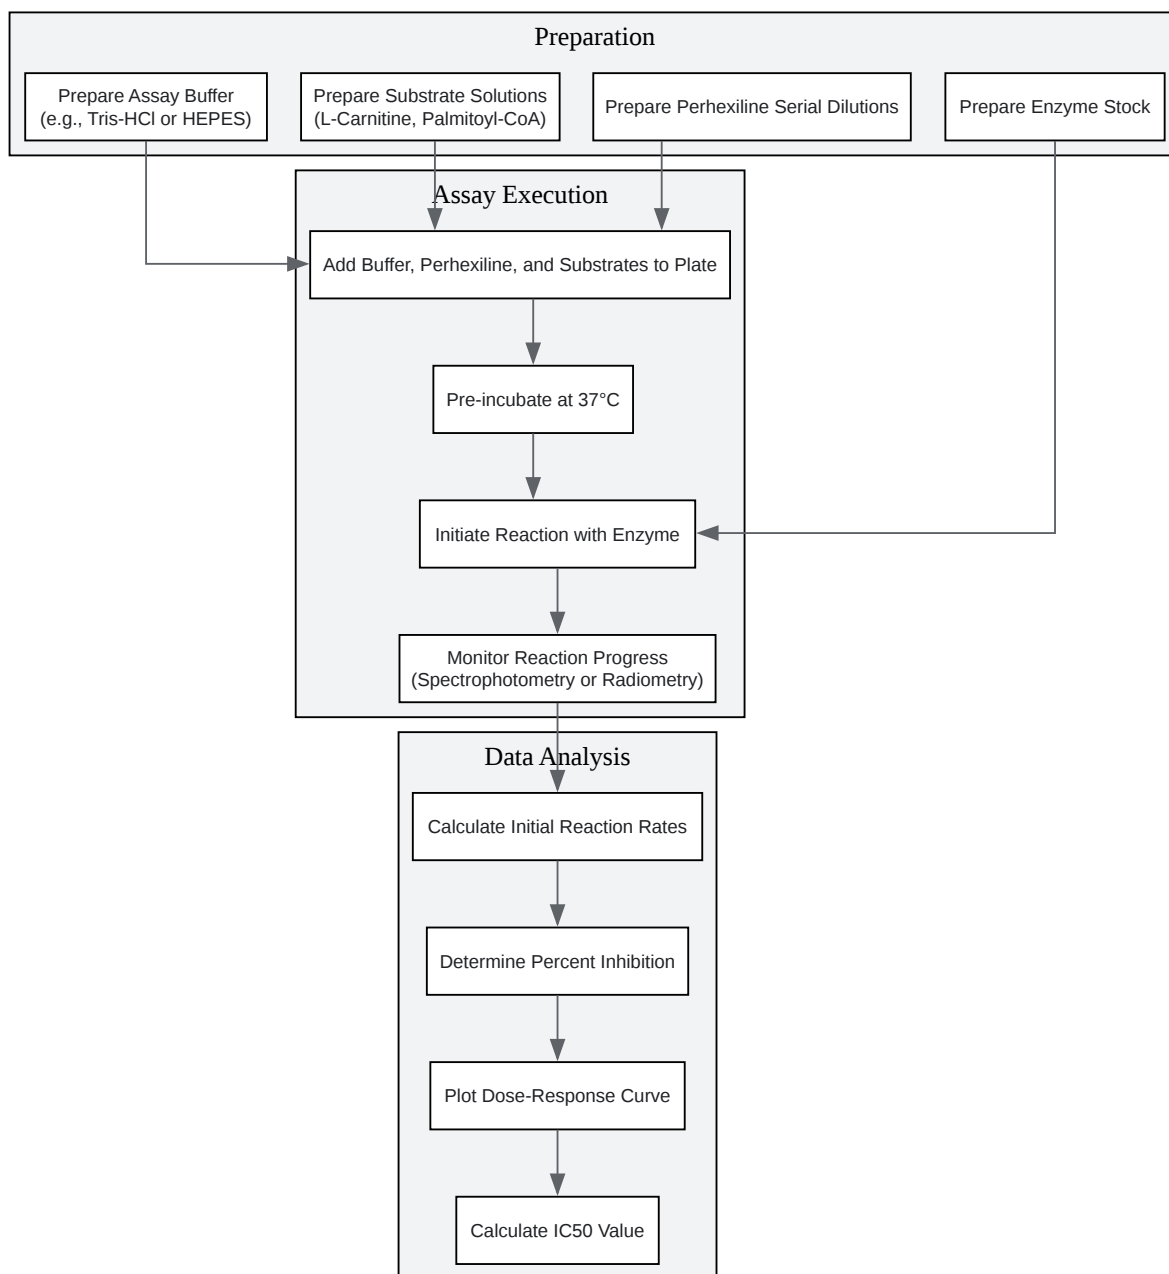 Preparation
Prepare Assay Buffer
(e.g., Tris-HCl or HEPES)
Prepare Substrate Solutions
(L-Carnitine, Palmitoyl-CoA)
Prepare Perhexiline Serial Dilutions
Prepare Enzyme Stock
Assay Execution
Add Buffer, Perhexiline, and Substrates to Plate
Pre-incubate at 37°C
Initiate Reaction with Enzyme
Monitor Reaction Progress
(Spectrophotometry or Radiometry)
Data Analysis
Calculate Initial Reaction Rates
Determine Percent Inhibition
Plot Dose-Response Curve
Calculate IC50 Value